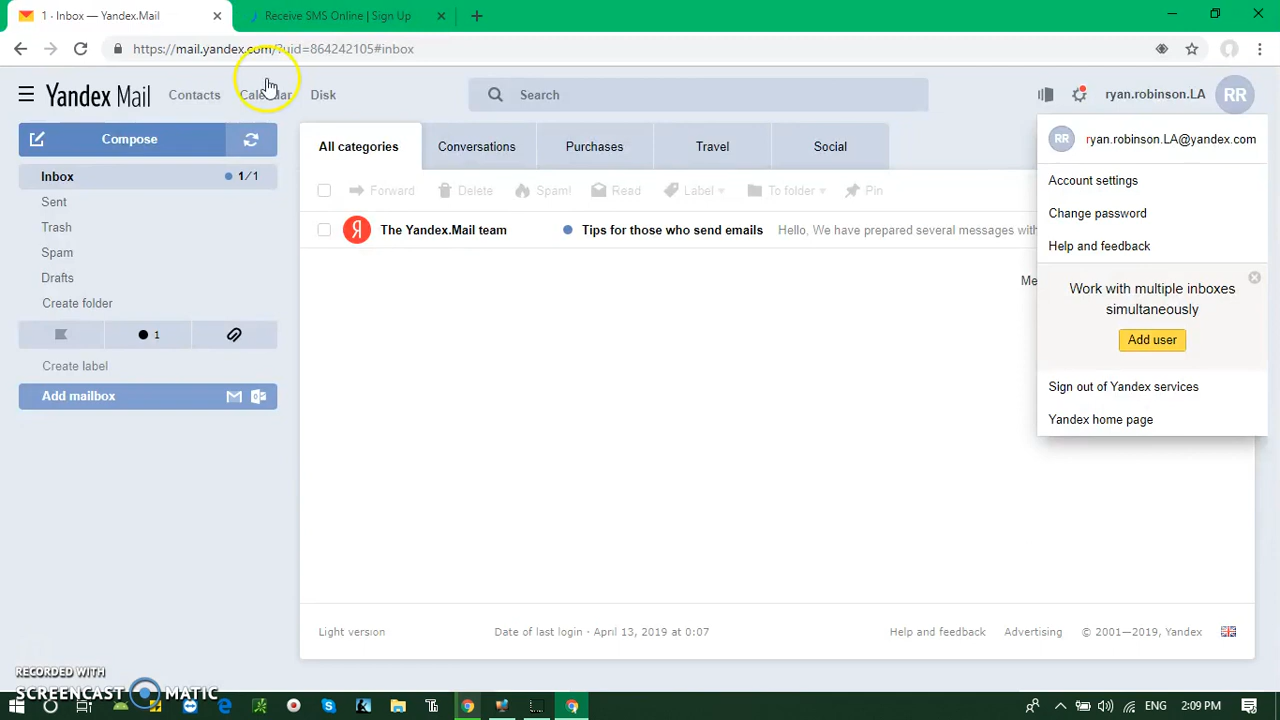 1 · Inbox — Yandex.Mail
Receive SMS Online | Sign Up
https://mail.yandex.com/?uid=864242105#inbox
Yandex Mail
Contacts
Calendar
Disk
Search
ryan.robinson.LA
RR
Compose
All categories
Conversations
Purchases
Travel
Social
RR
ryan.robinson.LA@yandex.com
Inbox
1/1
Forward
Delete
Spam!
Read
Label
To folder
Pin
Account settings
Sent
Change password
Trash
Я
The Yandex.Mail team
Tips for those who send emails
Hello, We have prepared several messages with
Help and feedback
Spam
Drafts
Me
Work with multiple inboxes
simultaneously
Create folder
1
Add user
Create label
Sign out of Yandex services
Add mailbox
Yandex home page
Light version
Date of last login · April 13, 2019 at 0:07
Help and feedback
Advertising
© 2001—2019, Yandex
RECORDED WITH
SCREENCAST MATIC
ENG
2:09 PM